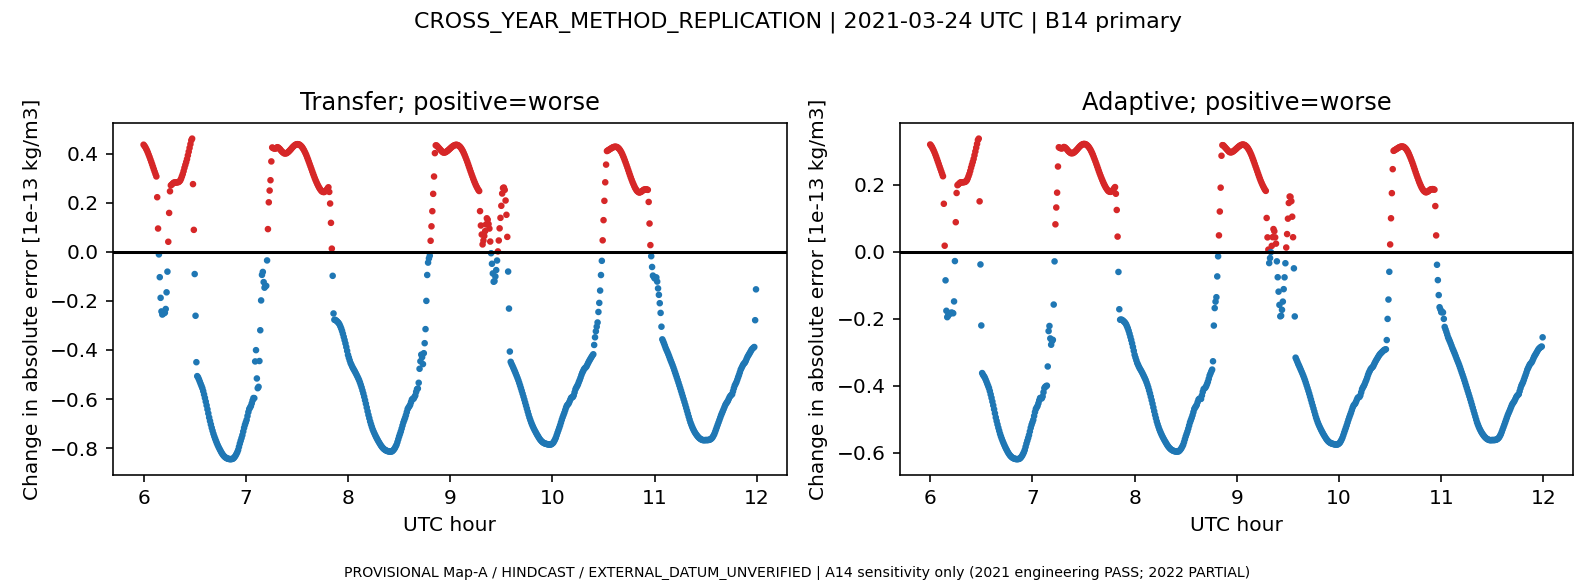 CROSS_YEAR_METHOD_REPLICATION | 2021-03-24 UTC | B14 primary
Transfer; positive=worse
Change in absolute error [1e-13 kg/m3]
0.4
0.2
0.0
−0.2
−0.4
−0.6
−0.8
6 7 8 9 10 11 12
UTC hour
Adaptive; positive=worse
Change in absolute error [1e-13 kg/m3]
0.2
0.0
−0.2
−0.4
−0.6
6 7 8 9 10 11 12
UTC hour
PROVISIONAL Map-A / HINDCAST / EXTERNAL_DATUM_UNVERIFIED | A14 sensitivity only (2021 engineering PASS; 2022 PARTIAL)